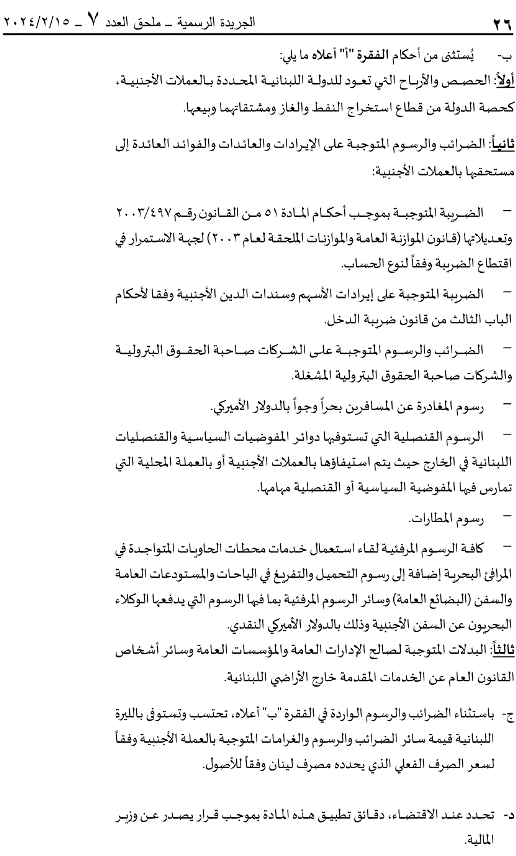 ٢٦ الجريدة الرسمية – ملحق العدد ٧ – ٢٠٢٤/٢/١٥
ب- يُستثنى من أحكام الفقرة "أ" أعلاه ما يلي:
أولاً: الحصص والأرباح التي تعود للدولة اللبنانية المحددة بالعملات الأجنبية،
كحصة الدولة من قطاع استخراج النفط والغاز ومشتقاتهما وبيعها.
ثانياً: الضرائب والرسوم المتوجبة على الإيرادات والعائدات والفوائد العائدة إلى
مستحقيها بالعملات الأجنبية:
– الضريبة المتوجبة بموجب أحكام المادة ٥١ من القانون رقم ٢٠٠٣/٤٩٧
وتعديلاتها (قانون الموازنة العامة والموازنات الملحقة لعام ٢٠٠٣) لجهة الاستمرار في
اقتطاع الضريبة وفقاً لنوع الحساب.
– الضريبة المتوجبة على إيرادات الأسهم وسندات الدين الأجنبية وفقا لأحكام
الباب الثالث من قانون ضريبة الدخل.
– الضرائب والرسوم المتوجبة على الشركات صاحبة الحقوق البترولية
والشركات صاحبة الحقوق البترولية المشغلة.
– رسوم المغادرة عن المسافرين بحراً وجواً بالدولار الأميركي.
– الرسوم القنصلية التي تستوفيها دوائر المفوضيات السياسية والقنصليات
اللبنانية في الخارج حيث يتم استيفاؤها بالعملات الأجنبية أو بالعملة المحلية التي
تمارس فيها المفوضية السياسية أو القنصلية مهامها.
– رسوم المطارات.
– كافة الرسوم المرفئية لقاء استعمال خدمات محطات الحاويات المتواجدة في
المرافئ البحرية إضافة إلى رسوم التحميل والتفريغ في الباحات والمستودعات العامة
والسفن (البضائع العامة) وسائر الرسوم المرفئية بما فيها الرسوم التي يدفعها الوكلاء
البحريون عن السفن الأجنبية وذلك بالدولار الأميركي النقدي.
ثالثاً: البدلات المتوجبة لصالح الإدارات العامة والمؤسسات العامة وسائر أشخاص
القانون العام عن الخدمات المقدمة خارج الأراضي اللبنانية.
ج- باستثناء الضرائب والرسوم الواردة في الفقرة "ب" أعلاه، تحتسب وتستوفى بالليرة
اللبنانية قيمة سائر الضرائب والرسوم والغرامات المتوجبة بالعملة الأجنبية وفقاً
لسعر الصرف الفعلي الذي يحدده مصرف لبنان وفقاً للأصول.
د- تحدد عند الاقتضاء، دقائق تطبيق هذه المادة بموجب قرار يصدر عن وزير
المالية.